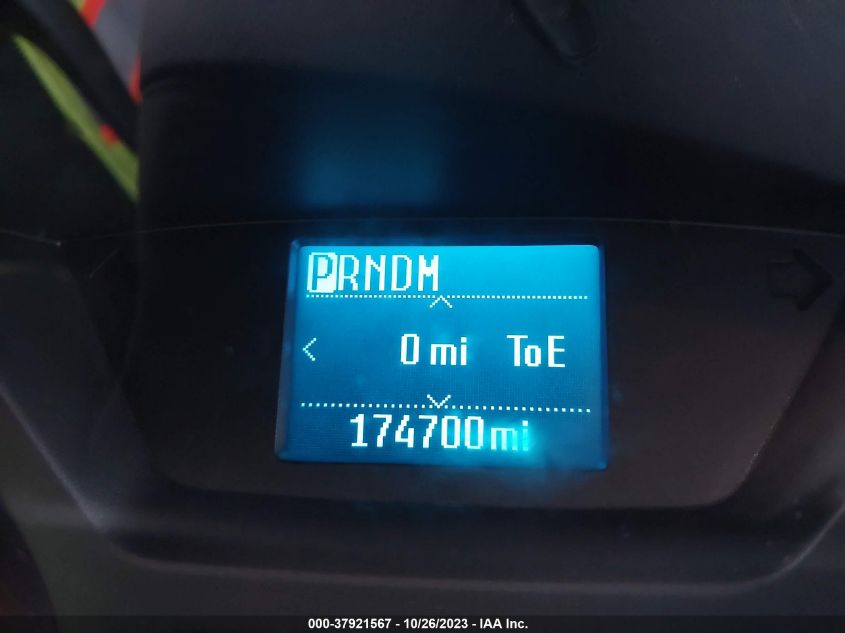 PRNDM
0 mi ToE
174700mi
000-37921567 - 10/26/2023 - IAA Inc.